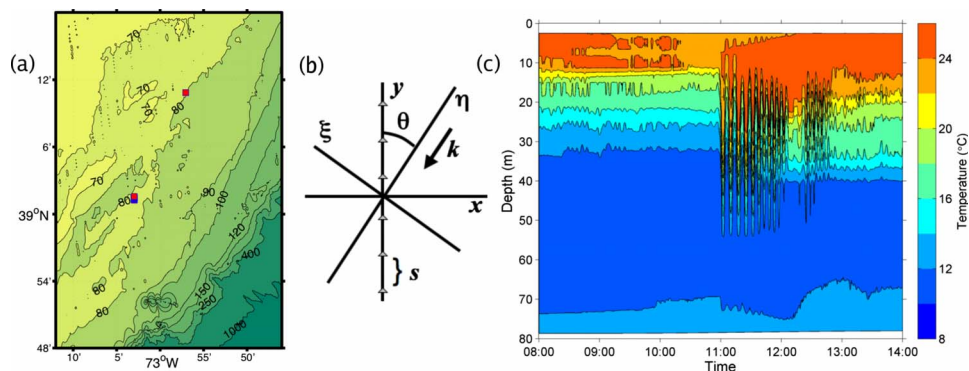 (a)
12'
6'
39°N
54'
48'
10'
5'
73°W
55'
50'
70
70
70
80
70
80
90
100
120
400
80
80
150
250
1000
(b)
y
η
θ
ξ
k
x
s
(c)
0
10
20
30
40
50
60
70
80
Depth (m)
08:00
09:00
10:00
11:00
12:00
13:00
14:00
Time
24
20
16
12
8
Temperature (°C)